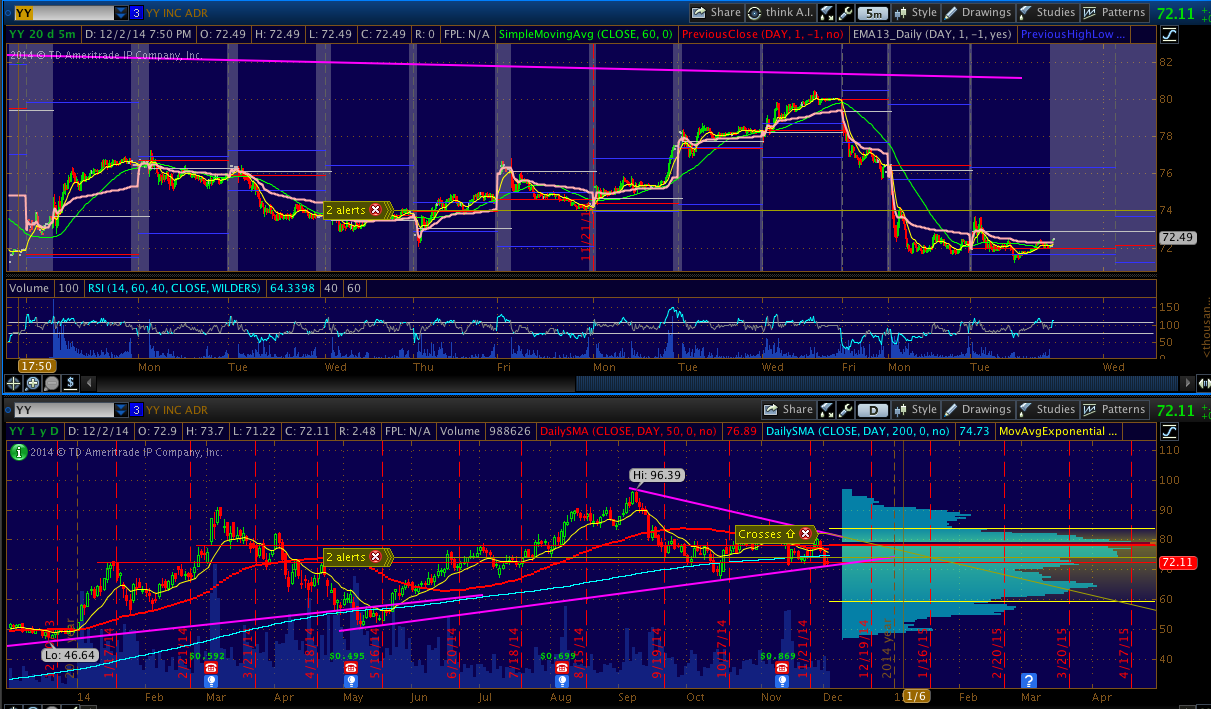 YY 3 YY INC ADR Share think A.I. 5m Style Drawings Studies Patterns 72.11
YY 20 d 5m D: 12/2/14 7:50 PM O: 72.49 H: 72.49 L: 72.49 C: 72.49 R: 0 FPL: N/A SimpleMovingAvg (CLOSE, 60, 0) PreviousClose (DAY, 1, -1, no) EMA13_Daily (DAY, 1, -1, yes) PreviousHighLow ...
2014 © TD Ameritrade IP Company, Inc.
82
80
78
76
74
2 alerts
11/21/14
72.49
72
Volume 100 RSI (14, 60, 40, CLOSE, WILDERS) 64.3398 40 60
150
100
50
0
<thousan...
17:50 Mon Tue Wed Thu Fri Mon Tue Wed Fri Mon Tue Wed
$
YY 3 YY INC ADR Share D Style Drawings Studies Patterns 72.11
YY 1 y D D: 12/2/14 O: 72.9 H: 73.7 L: 71.22 C: 72.11 R: 2.48 FPL: N/A Volume 988626 DailySMA (CLOSE, DAY, 50, 0, no) 76.89 DailySMA (CLOSE, DAY, 200, 0, no) 74.73 MovAvgExponential ...
2014 © TD Ameritrade IP Company, Inc.
110
100
90
80
72.11
60
50
40
Hi: 96.39
Crosses
2 alerts
Lo: 46.64
$0.592
$0.495
$0.699
$0.869
1/17/14
2/21/14
3/21/14
4/18/14
5/16/14
6/20/14
7/18/14
8/15/14
9/19/14
10/17/14
11/21/14
12/19/14
2014 year
1/16/15
2/20/15
3/20/15
4/17/15
14 Feb Mar Apr May Jun Jul Aug Sep Oct Nov Dec 1/6 Feb Mar Apr